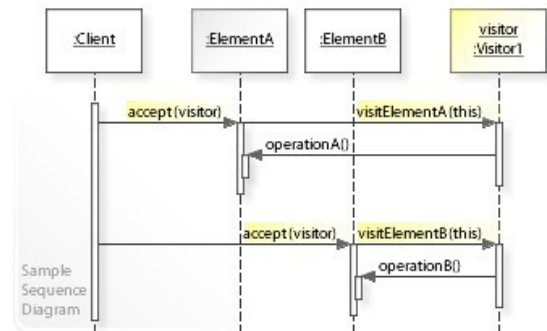 :Client
:ElementA
:ElementB
visitor
:Visitor1
accept(visitor)
visitElementA(this)
operationA()
accept(visitor)
visitElementB(this)
operationB()
Sample
Sequence
Diagram